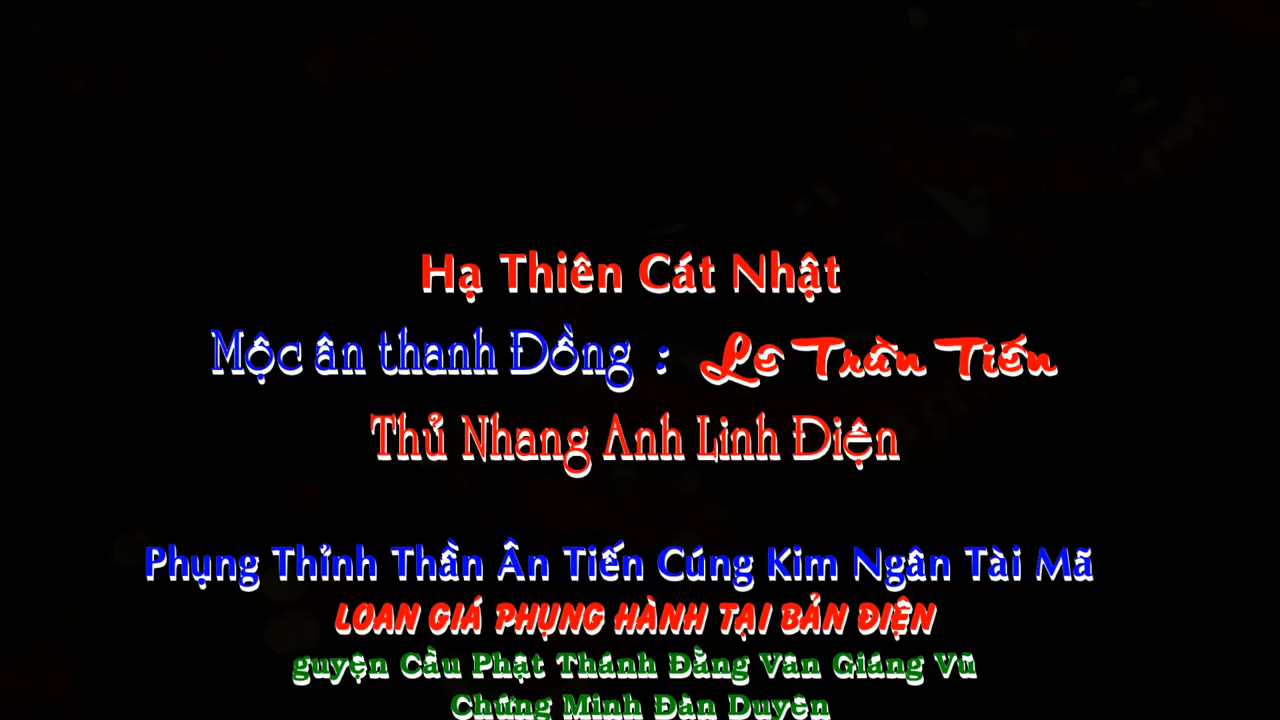 Hạ Thiên Cát Nhật
Mộc ân thanh Đồng : Lê Trần Tiến
Thủ Nhang Anh Linh Điện
Phụng Thỉnh Thần Ân Tiến Cúng Kim Ngân Tài Mã
LOAN GIÁ PHỤNG HÀNH TẠI BẢN ĐIỆN
guyện Cầu Phật Thánh Đằng Vân Giáng Vũ
Chứng Minh Đàn Duyên